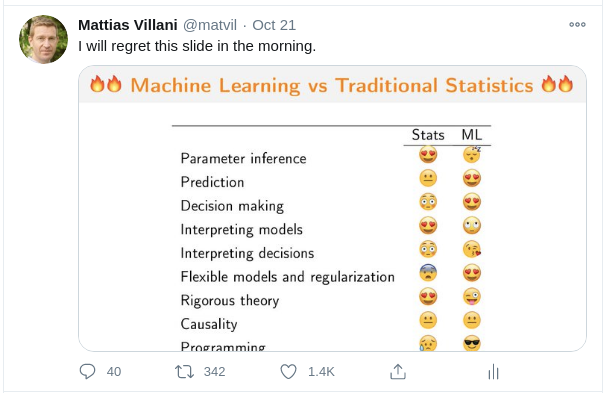 Mattias Villani @matvil · Oct 21
I will regret this slide in the morning.
🔥🔥 Machine Learning vs Traditional Statistics 🔥🔥
Stats ML
Parameter inference 😍 😴
Prediction 😐 😍
Decision making 😳 😍
Interpreting models 😍 🙄
Interpreting decisions 😳 😘
Flexible models and regularization 😨 😍
Rigorous theory 😍 😜
Causality 😐 😐
Programming 😥 😎
40 342 1.4K